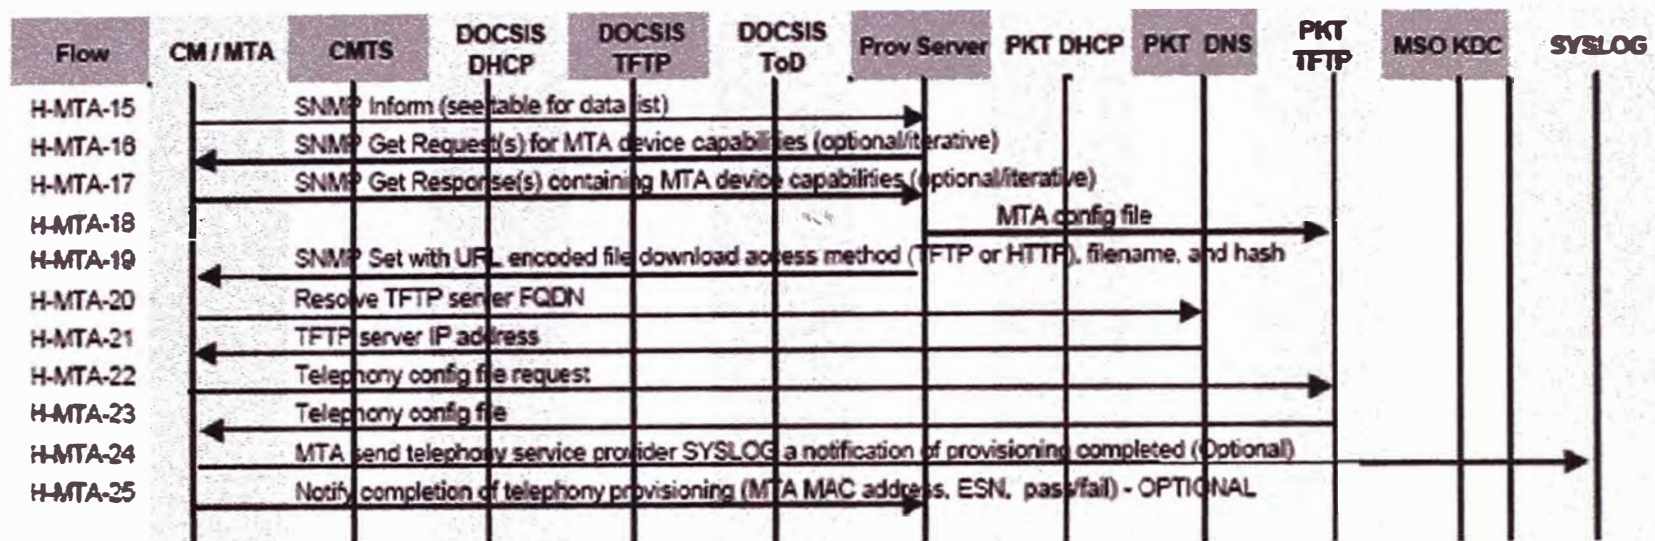 Flow CM / MTA CMTS DOCSIS DHCP DOCSIS TFTP DOCSIS ToD Prov Server PKT DHCP PKT DNS PKT TFTP MSO KDC SYSLOG
H-MTA-15 SNMP Inform (see table for data list)
H-MTA-16 SNMP Get Request(s) for MTA device capabilities (optional/iterative)
H-MTA-17 SNMP Get Response(s) containing MTA device capabilities (optional/iterative)
H-MTA-18 MTA config file
H-MTA-19 SNMP Set with URL encoded file download access method (TFTP or HTTP), filename, and hash
H-MTA-20 Resolve TFTP server FQDN
H-MTA-21 TFTP server IP address
H-MTA-22 Telephony config file request
H-MTA-23 Telephony config file
H-MTA-24 MTA send telephony service provider SYSLOG a notification of provisioning completed (Optional)
H-MTA-25 Notify completion of telephony provisioning (MTA MAC address, ESN, pass/fail) - OPTIONAL